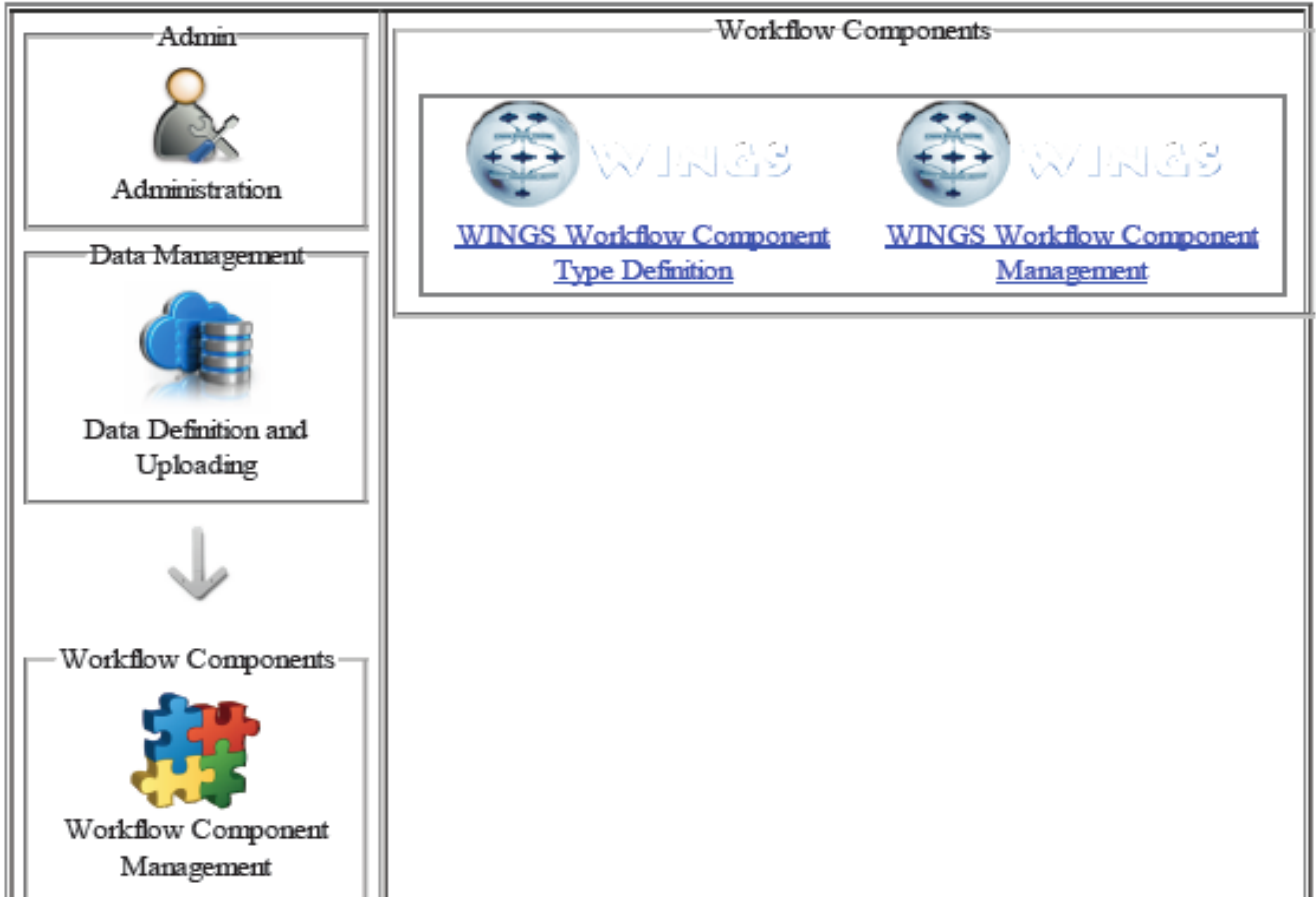 Admin
Administration
Data Management
Data Definition and
Uploading
Workflow Components
Workflow Component
Management
Workflow Components
WINGS
WINGS Workflow Component
Type Definition
WINGS
WINGS Workflow Component
Management